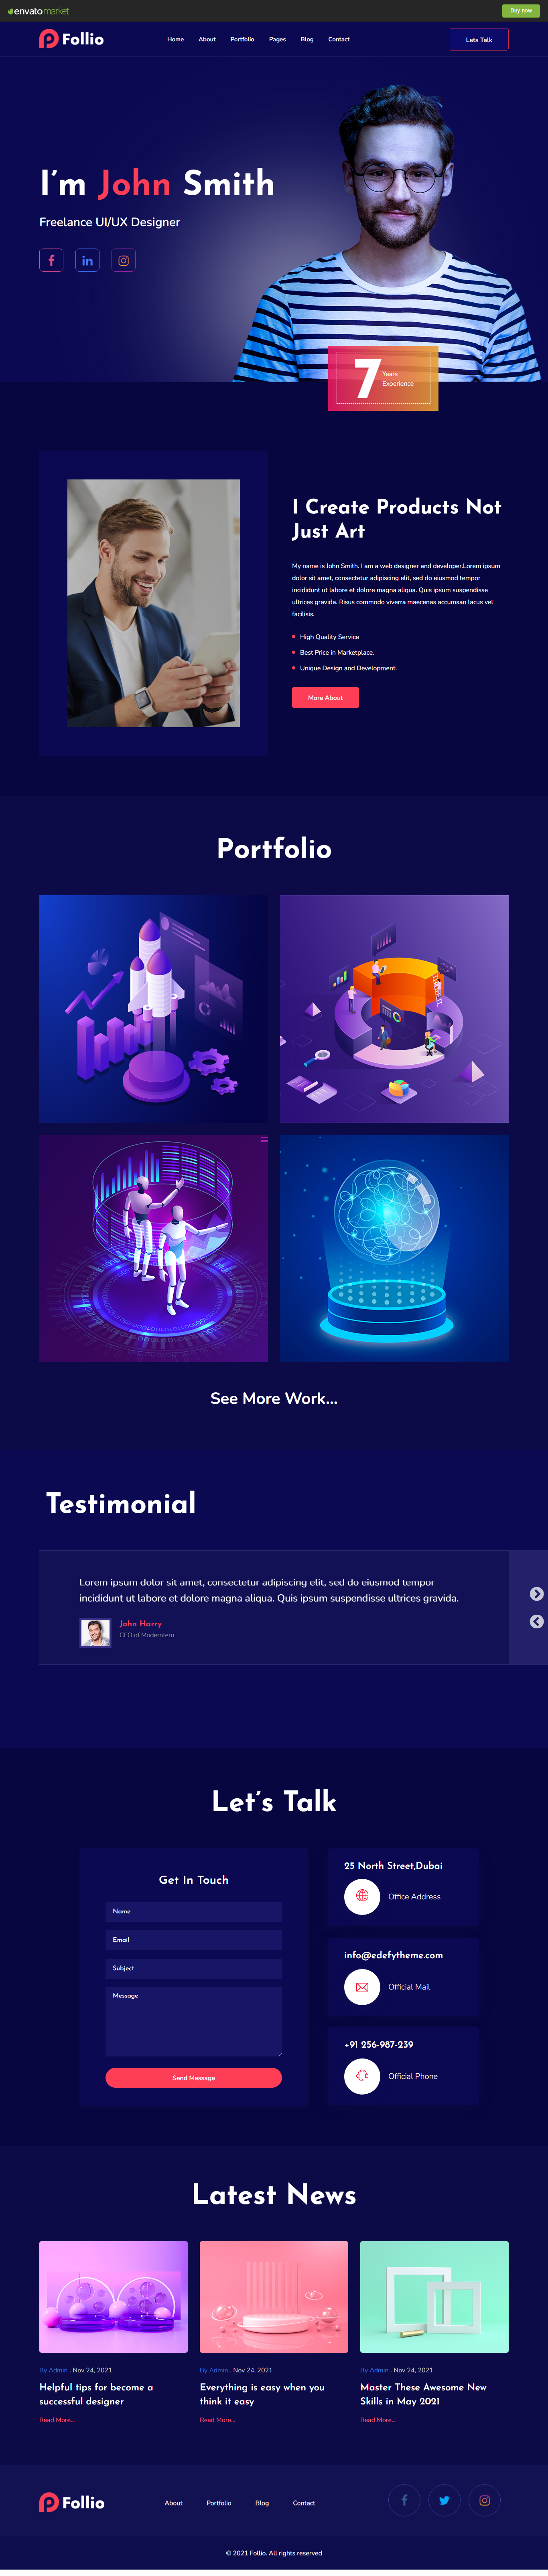 envatomarket
Buy now
Follio
Home About Portfolio Pages Blog Contact
Lets Talk
I'm John Smith
Freelance UI/UX Designer
7 Years
Experience
I Create Products Not
Just Art
My name is John Smith. I am a web designer and developer.Lorem ipsum
dolor sit amet, consectetur adipiscing elit, sed do eiusmod tempor
incididunt ut labore et dolore magna aliqua. Quis ipsum suspendisse
ultrices gravida. Risus commodo viverra maecenas accumsan lacus vel
facilisis.
High Quality Service
Best Price in Marketplace.
Unique Design and Development.
More About
Portfolio
See More Work...
Testimonial
Lorem ipsum dolor sit amet, consectetur adipiscing elit, sed do eiusmod tempor
incididunt ut labore et dolore magna aliqua. Quis ipsum suspendisse ultrices gravida.
John Harry
CEO of Moderntem
Let's Talk
Get In Touch
Name
Email
Subject
Message
Send Message
25 North Street,Dubai
Office Address
info@edefytheme.com
Official Mail
+91 256-987-239
Official Phone
Latest News
By Admin . Nov 24, 2021
Helpful tips for become a
successful designer
Read More...
By Admin . Nov 24, 2021
Everything is easy when you
think it easy
Read More...
By Admin . Nov 24, 2021
Master These Awesome New
Skills in May 2021
Read More...
Follio
About Portfolio Blog Contact
© 2021 Follio. All rights reserved